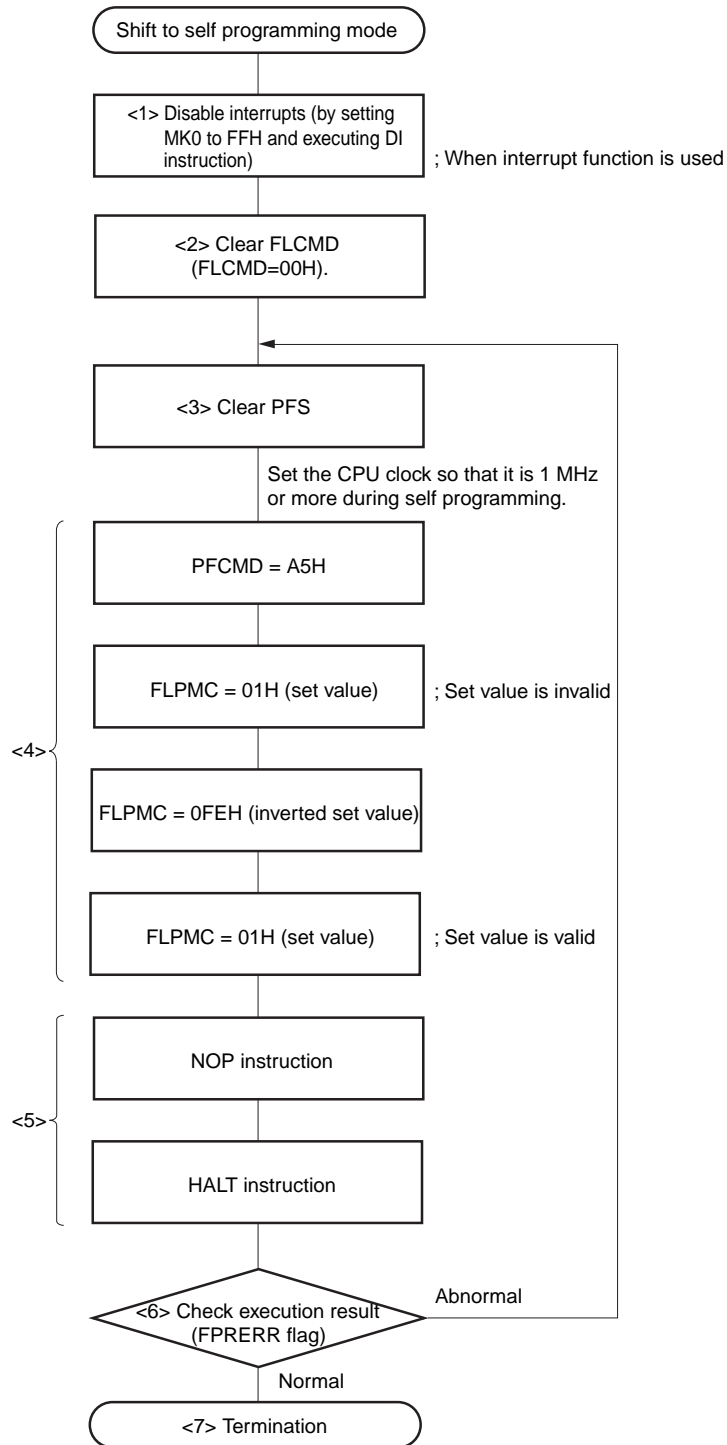 Shift to self programming mode
<1> Disable interrupts (by setting
MK0 to FFH and executing DI
instruction)
; When interrupt function is used
<2> Clear FLCMD
(FLCMD=00H).
<3> Clear PFS
Set the CPU clock so that it is 1 MHz
or more during self programming.
PFCMD = A5H
FLPMC = 01H (set value)
; Set value is invalid
<4>
FLPMC = 0FEH (inverted set value)
FLPMC = 01H (set value)
; Set value is valid
NOP instruction
<5>
HALT instruction
<6> Check execution result
(FPRERR flag)
Abnormal
Normal
<7> Termination